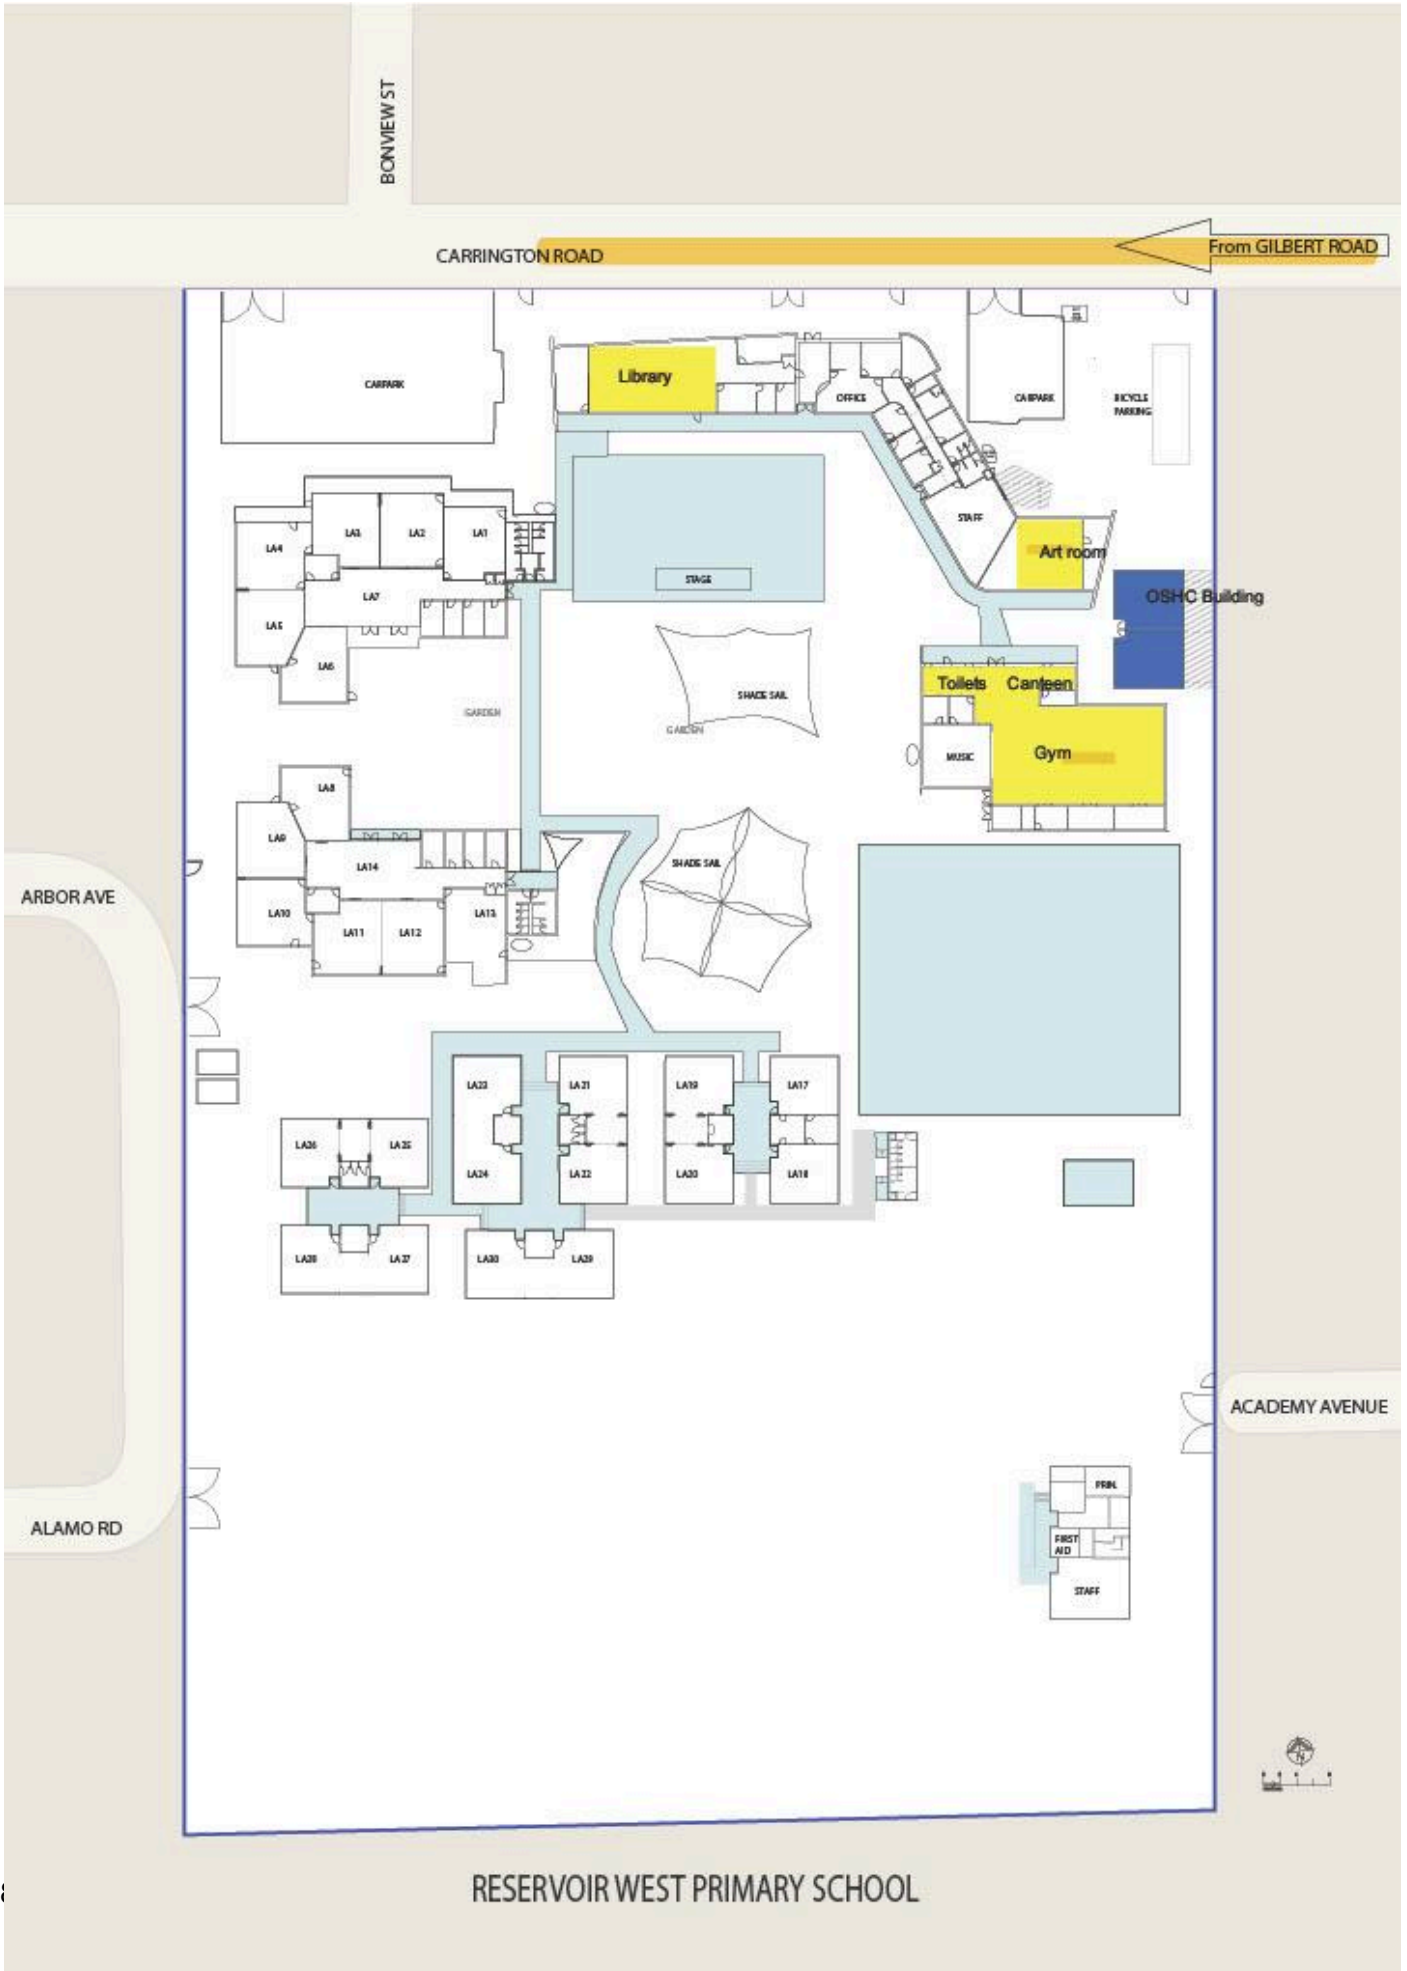 BONVIEW ST
CARRINGTON ROAD
From GILBERT ROAD
CARPARK
Library
OFFICE
CARPARK
BICYCLE
PARKING
STAFF
Art room
LA4
LA3
LA2
LA1
STAGE
OSHC Building
LA7
LA5
LA6
SHADE SAIL
GARDEN
GARDEN
Toilets
Canteen
MUSIC
Gym
LA8
LA9
LA14
SHADE SAIL
ARBOR AVE
LA10
LA11
LA12
LA13
LA23
LA21
LA19
LA17
LA26
LA25
LA24
LA22
LA20
LA18
LA28
LA27
LA30
LA29
ACADEMY AVENUE
PRIN.
ALAMO RD
FIRST
AID
STAFF
N
RESERVOIR WEST PRIMARY SCHOOL